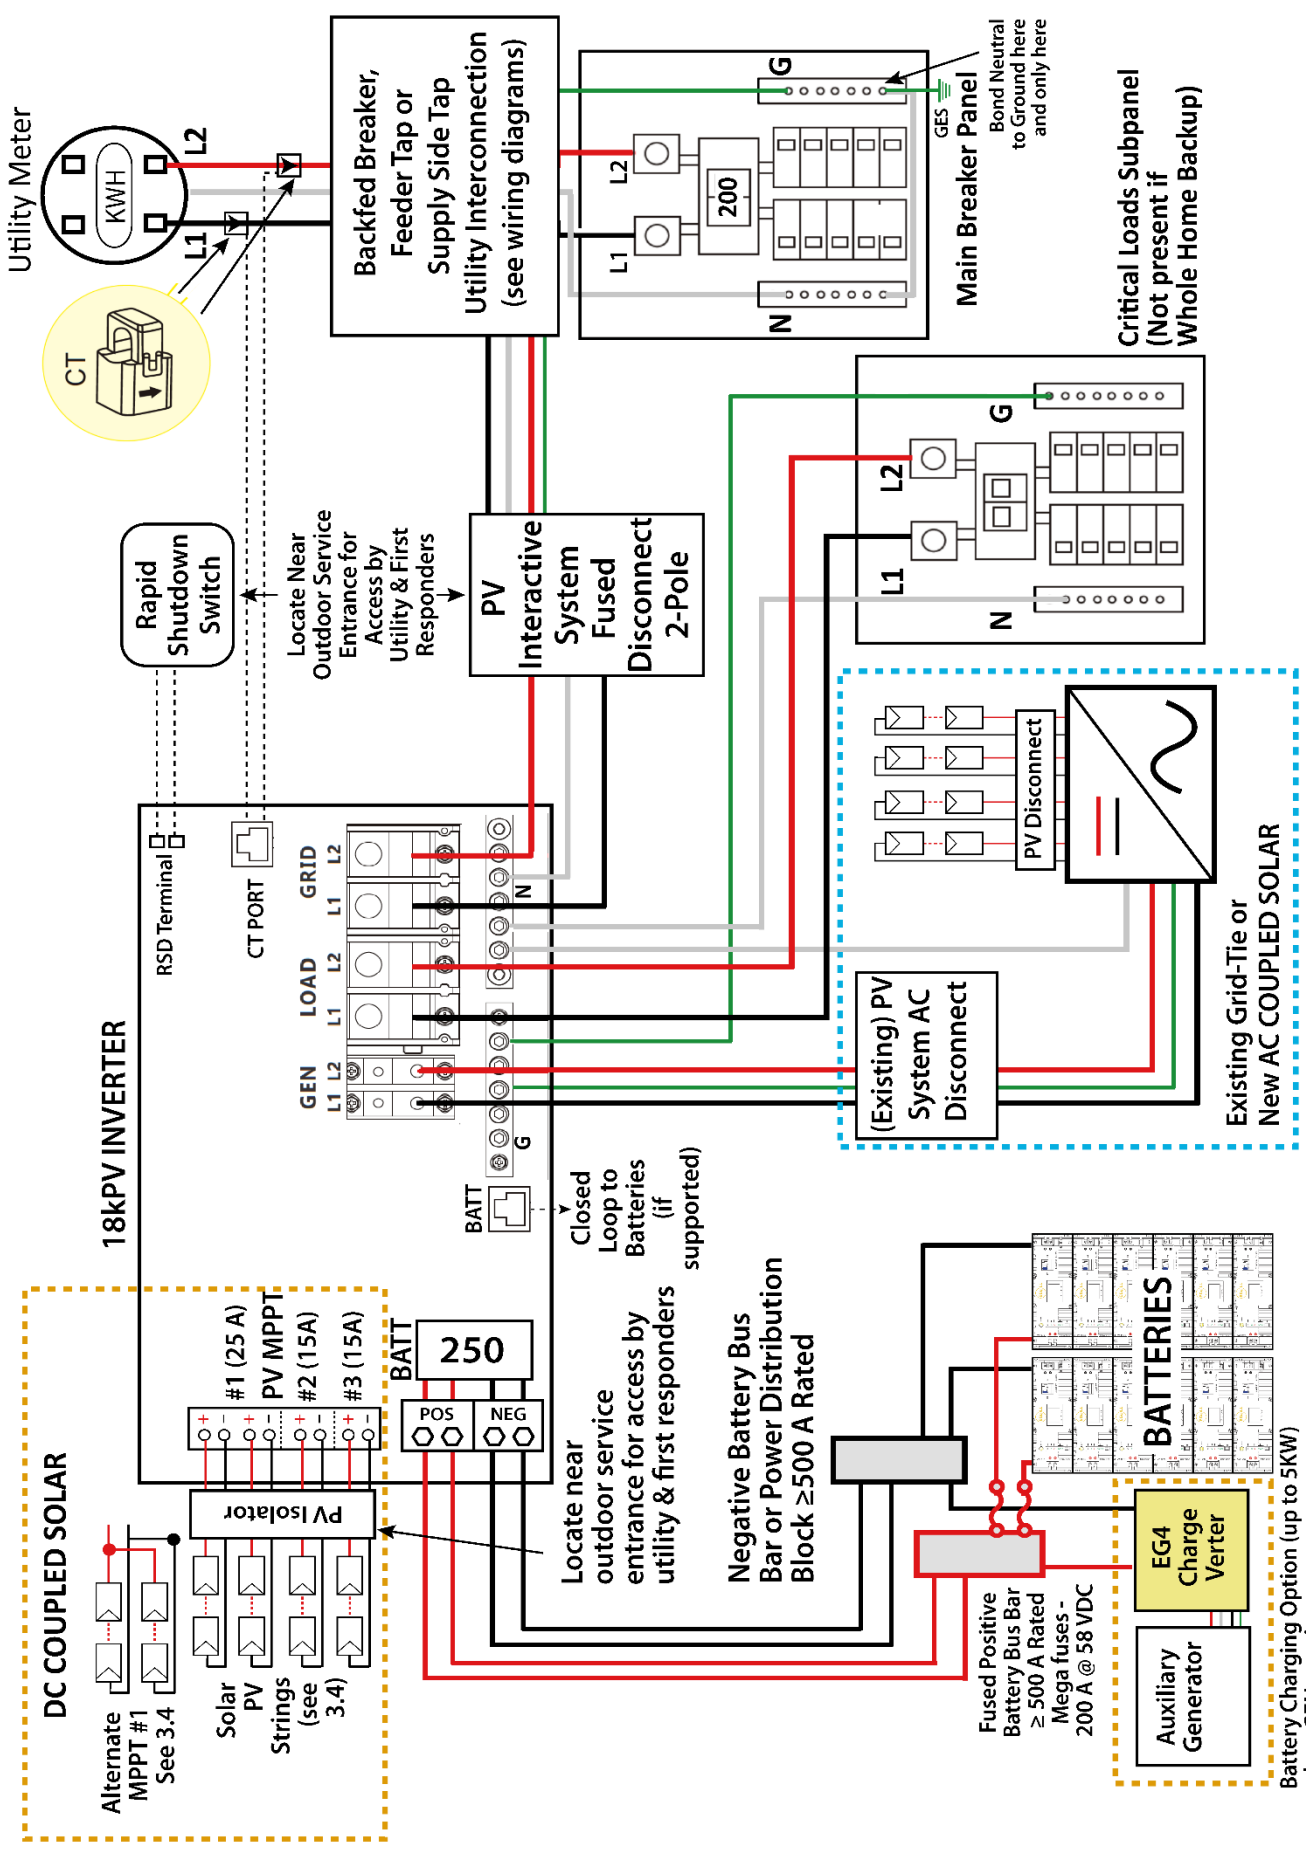 Utility Meter
KWH
L1
L2
CT
Backfed Breaker,
Feeder Tap or
Supply Side Tap
Utility Interconnection
(see wiring diagrams)
L1
L2
200
N
G
GES
Bond Neutral
to Ground here
and only here
Main Breaker Panel
Rapid
Shutdown
Switch
Locate Near
Outdoor Service
Entrance for
Access by
Utility & First
Responders
PV
Interactive
System
Fused
Disconnect
2-Pole
Critical Loads Subpanel
(Not present if
Whole Home Backup)
N
L1
L2
G
18kPV INVERTER
RSD Terminal
CT PORT
GEN
L1
L2
LOAD
L1
L2
GRID
L1
L2
N
G
BATT
Closed
Loop to
Batteries
(if
supported)
PV Disconnect
(Existing) PV
System AC
Disconnect
Existing Grid-Tie or
New AC COUPLED SOLAR
DC COUPLED SOLAR
Alternate
MPPT #1
See 3.4
Solar
PV
Strings
(see
3.4)
PV Isolator
+
-
+
-
+
-
+
-
#1 (25 A)
PV MPPT
#2 (15A)
#3 (15A)
BATT
250
POS
NEG
Locate near
outdoor service
entrance for access by
utility & first responders
Negative Battery Bus
Bar or Power Distribution
Block ≥500 A Rated
Fused Positive
Battery Bus Bar
≥ 500 A Rated
Mega fuses -
200 A @ 58 VDC
BATTERIES
EG4
Charge
Verter
Auxiliary
Generator
Battery Charging Option (up to 5KW)